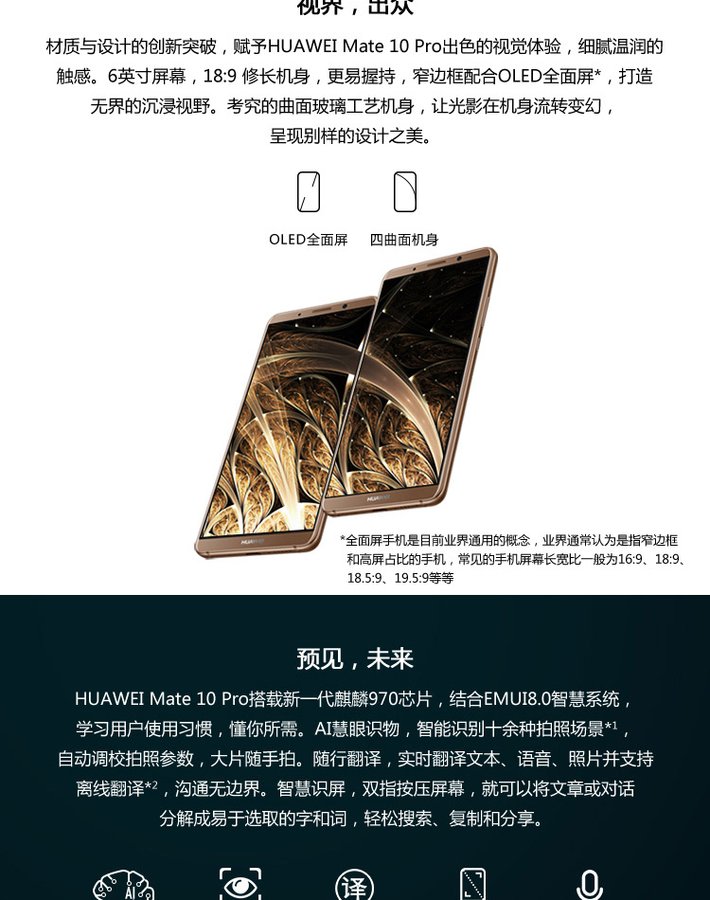 视界，出众
材质与设计的创新突破，赋予HUAWEI Mate 10 Pro出色的视觉体验，细腻温润的
触感。6英寸屏幕，18:9 修长机身，更易握持，窄边框配合OLED全面屏*，打造
无界的沉浸视野。考究的曲面玻璃工艺机身，让光影在机身流转变幻，
呈现别样的设计之美。
OLED全面屏 四曲面机身
HUAWEI
HUAWEI
*全面屏手机是目前业界通用的概念，业界通常认为是指窄边框
和高屏占比的手机，常见的手机屏幕长宽比一般为16:9、18:9、
18.5:9、19.5:9等等
预见，未来
HUAWEI Mate 10 Pro搭载新一代麒麟970芯片，结合EMUI8.0智慧系统，
学习用户使用习惯，懂你所需。AI慧眼识物，智能识别十余种拍照场景*1，
自动调校拍照参数，大片随手拍。随行翻译，实时翻译文本、语音、照片并支持
离线翻译*2，沟通无边界。智慧识屏，双指按压屏幕，就可以将文章或对话
分解成易于选取的字和词，轻松搜索、复制和分享。
AI 译